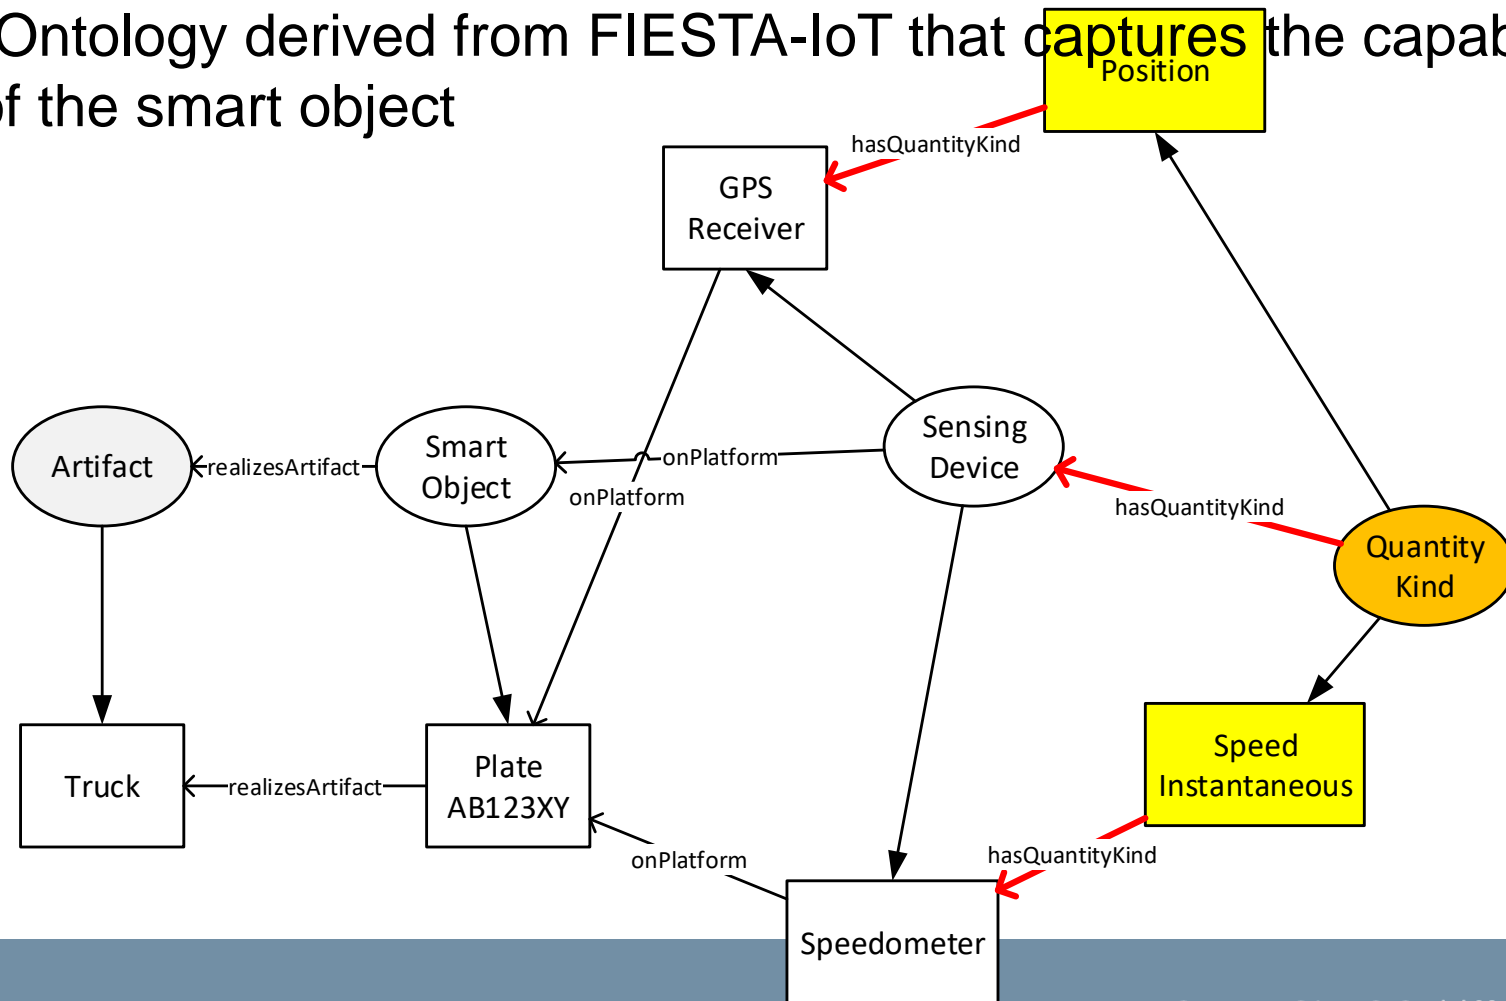 Ontology derived from FIESTA-IoT that captures the capab
of the smart object
Position
hasQuantityKind
GPS
Receiver
Sensing
Device
Smart
Object
Artifact
realizesArtifact
onPlatform
onPlatform
hasQuantityKind
Quantity
Kind
Speed
Instantaneous
Plate
AB123XY
Truck
realizesArtifact
onPlatform
hasQuantityKind
Speedometer